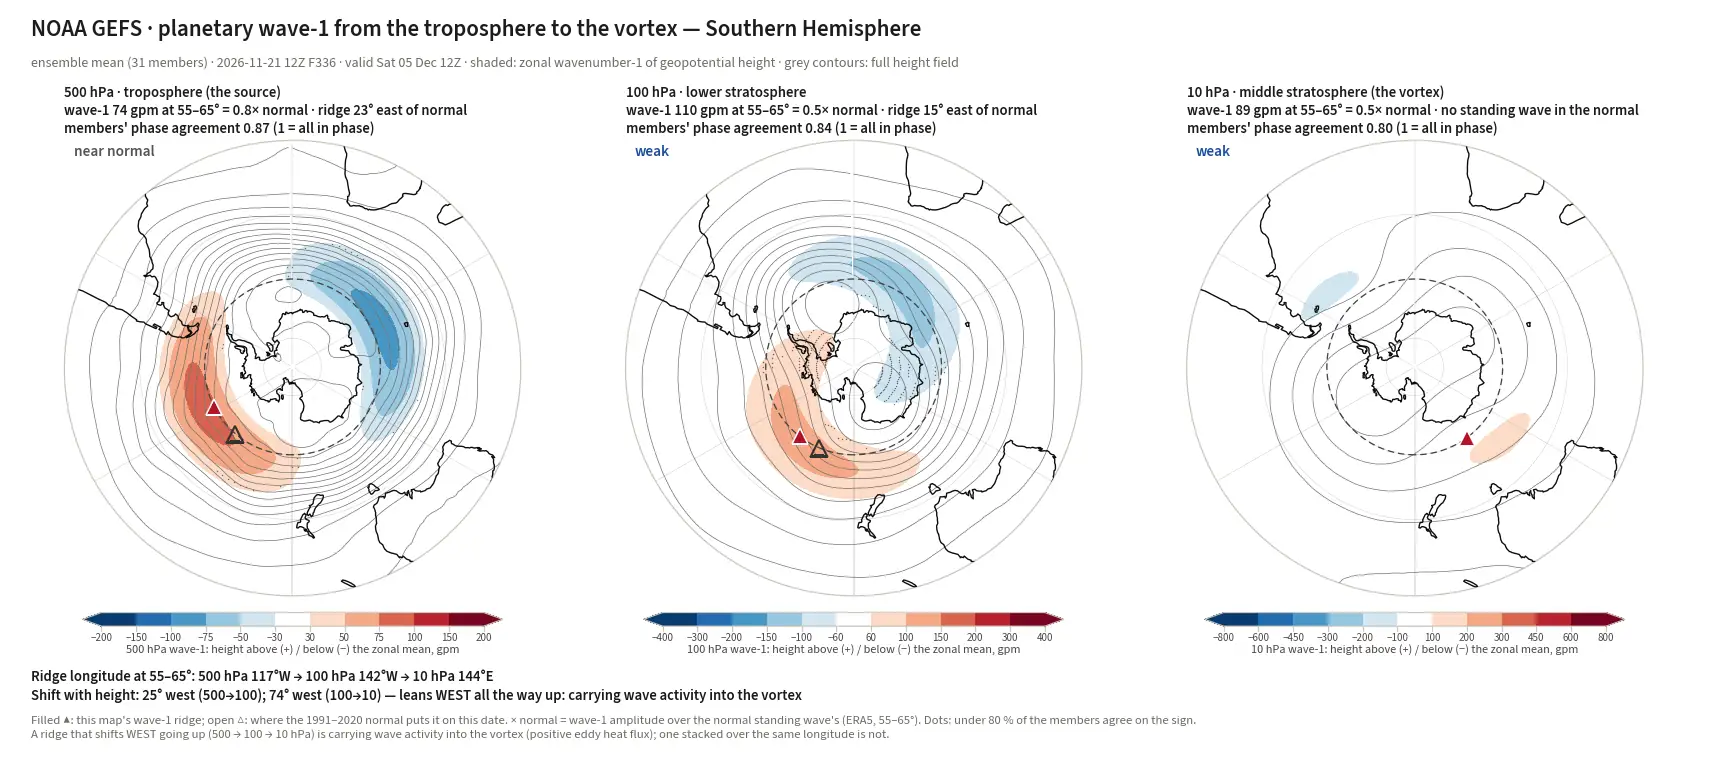 NOAA GEFS · planetary wave-1 from the troposphere to the vortex — Southern Hemisphere
ensemble mean (31 members) · 2026-11-21 12Z F336 · valid Sat 05 Dec 12Z · shaded: zonal wavenumber-1 of geopotential height · grey contours: full height field
500 hPa · troposphere (the source)
wave-1 74 gpm at 55–65° = 0.8× normal · ridge 23° east of normal
members' phase agreement 0.87 (1 = all in phase)
near normal
100 hPa · lower stratosphere
wave-1 110 gpm at 55–65° = 0.5× normal · ridge 15° east of normal
members' phase agreement 0.84 (1 = all in phase)
weak
10 hPa · middle stratosphere (the vortex)
wave-1 89 gpm at 55–65° = 0.5× normal · no standing wave in the normal
members' phase agreement 0.80 (1 = all in phase)
weak
−200 −150 −100 −75 −50 −30 30 50 75 100 150 200
500 hPa wave-1: height above (+) / below (−) the zonal mean, gpm
−400 −300 −200 −150 −100 −60 60 100 150 200 300 400
100 hPa wave-1: height above (+) / below (−) the zonal mean, gpm
−800 −600 −450 −300 −200 −100 100 200 300 450 600 800
10 hPa wave-1: height above (+) / below (−) the zonal mean, gpm
Ridge longitude at 55–65°: 500 hPa 117°W → 100 hPa 142°W → 10 hPa 144°E
Shift with height: 25° west (500→100); 74° west (100→10) — leans WEST all the way up: carrying wave activity into the vortex
Filled ▲: this map's wave-1 ridge; open △: where the 1991–2020 normal puts it on this date. × normal = wave-1 amplitude over the normal standing wave's (ERA5, 55–65°). Dots: under 80 % of the members agree on the sign.
A ridge that shifts WEST going up (500 → 100 → 10 hPa) is carrying wave activity into the vortex (positive eddy heat flux); one stacked over the same longitude is not.